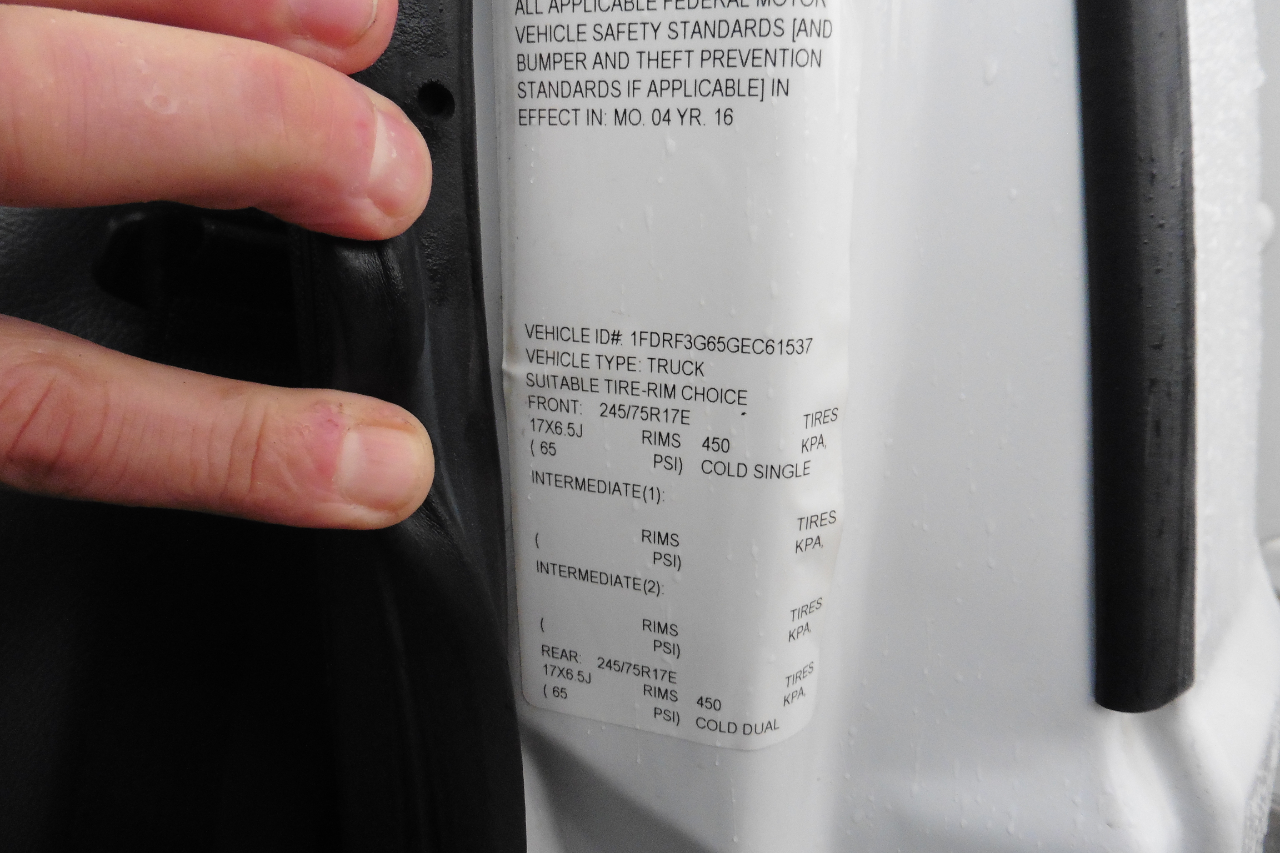 ALL APPLICABLE FEDERAL MOTOR
VEHICLE SAFETY STANDARDS [AND
BUMPER AND THEFT PREVENTION
STANDARDS IF APPLICABLE] IN
EFFECT IN: MO. 04 YR. 16
VEHICLE ID#: 1FDRF3G65GEC61537
VEHICLE TYPE: TRUCK
SUITABLE TIRE-RIM CHOICE
FRONT: 245/75R17E TIRES
17X6.5J RIMS 450 KPA,
( 65 PSI) COLD SINGLE
INTERMEDIATE(1):
TIRES
RIMS KPA,
( PSI)
INTERMEDIATE(2):
TIRES
RIMS KPA,
( PSI)
REAR: 245/75R17E TIRES
17X6.5J RIMS 450 KPA,
( 65 PSI) COLD DUAL